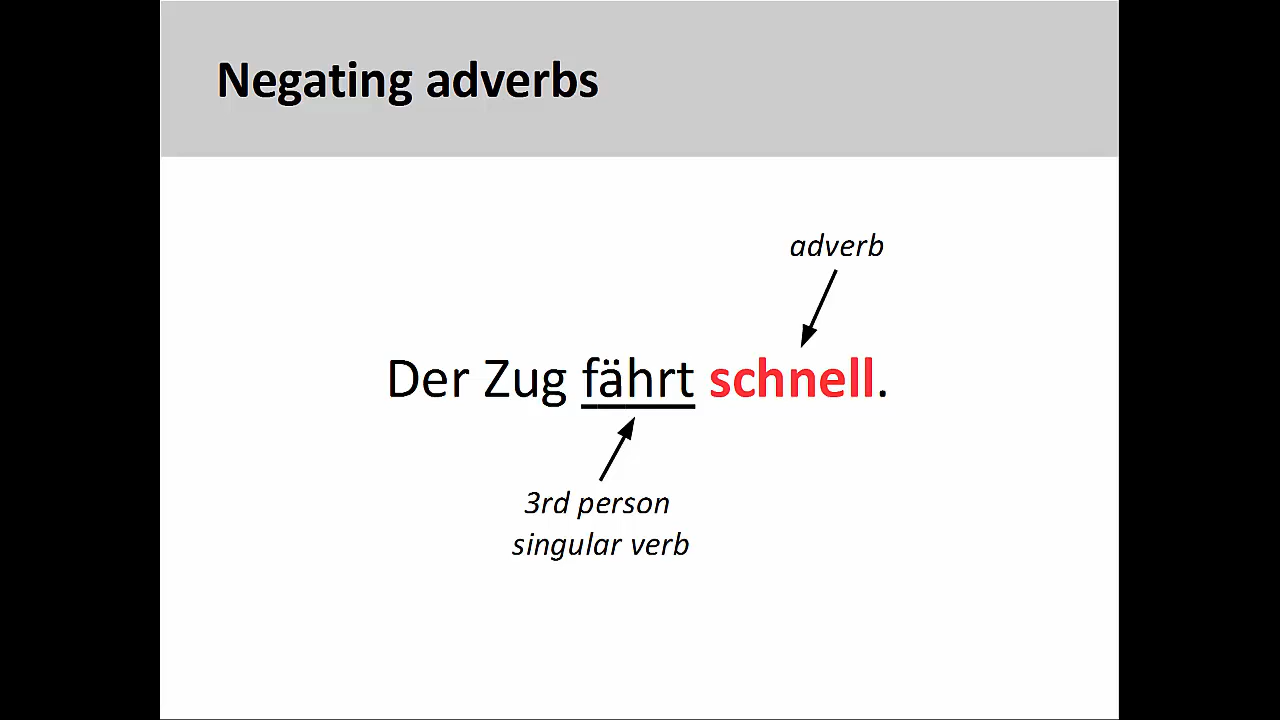 Negating adverbs
adverb
Der Zug fährt schnell.
3rd person
singular verb